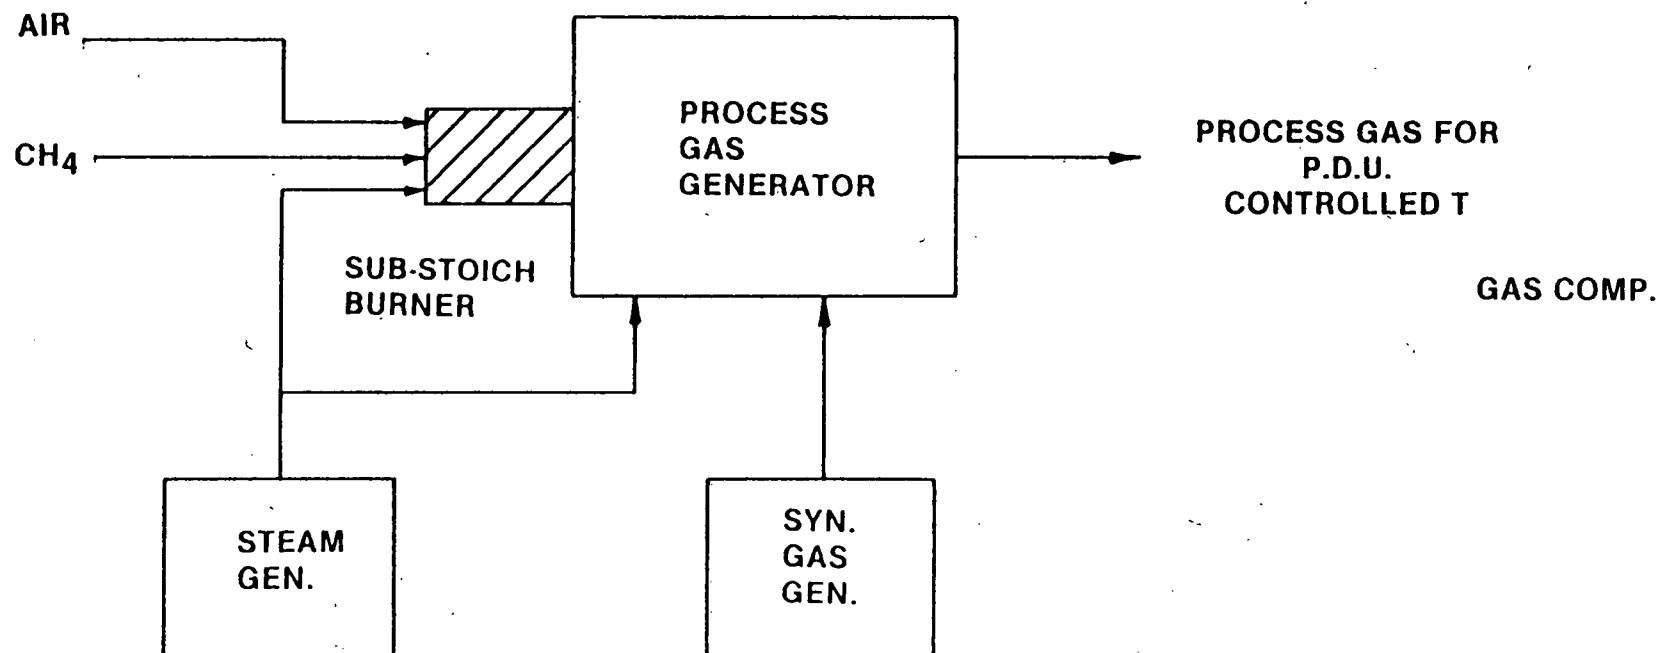 AIR
CH4
PROCESS
GAS
GENERATOR
PROCESS GAS FOR
P.D.U.
CONTROLLED T
GAS COMP.
SUB-STOICH
BURNER
STEAM
GEN.
SYN.
GAS
GEN.